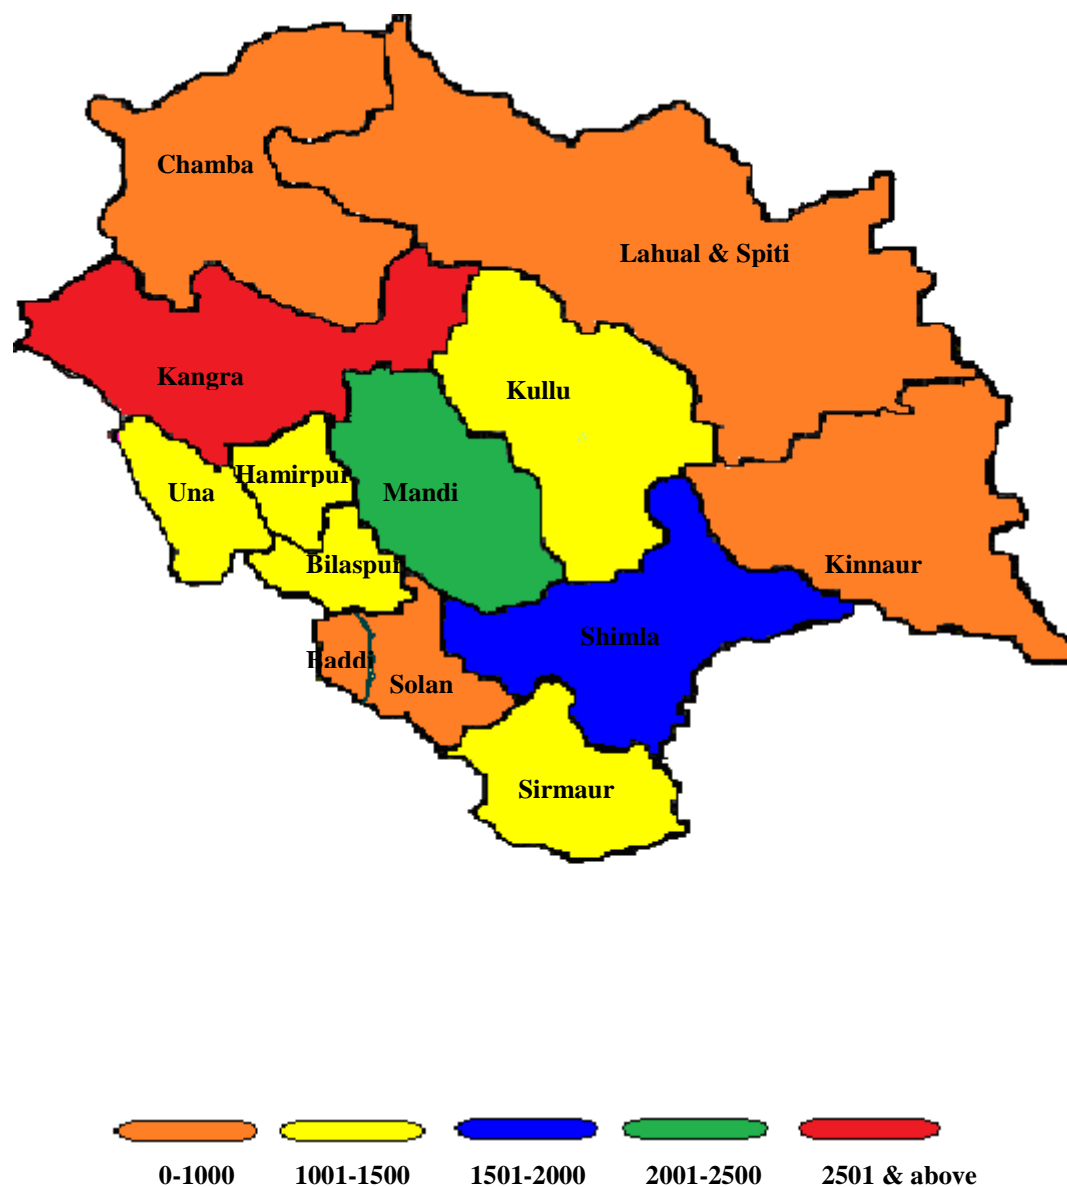 Chamba
Lahual & Spiti
Kangra
Kullu
Hamirpur
Una
Mandi
Bilaspur
Kinnaur
Shimla
Baddi
Solan
Sirmaur
0-1000 1001-1500 1501-2000 2001-2500 2501 & above